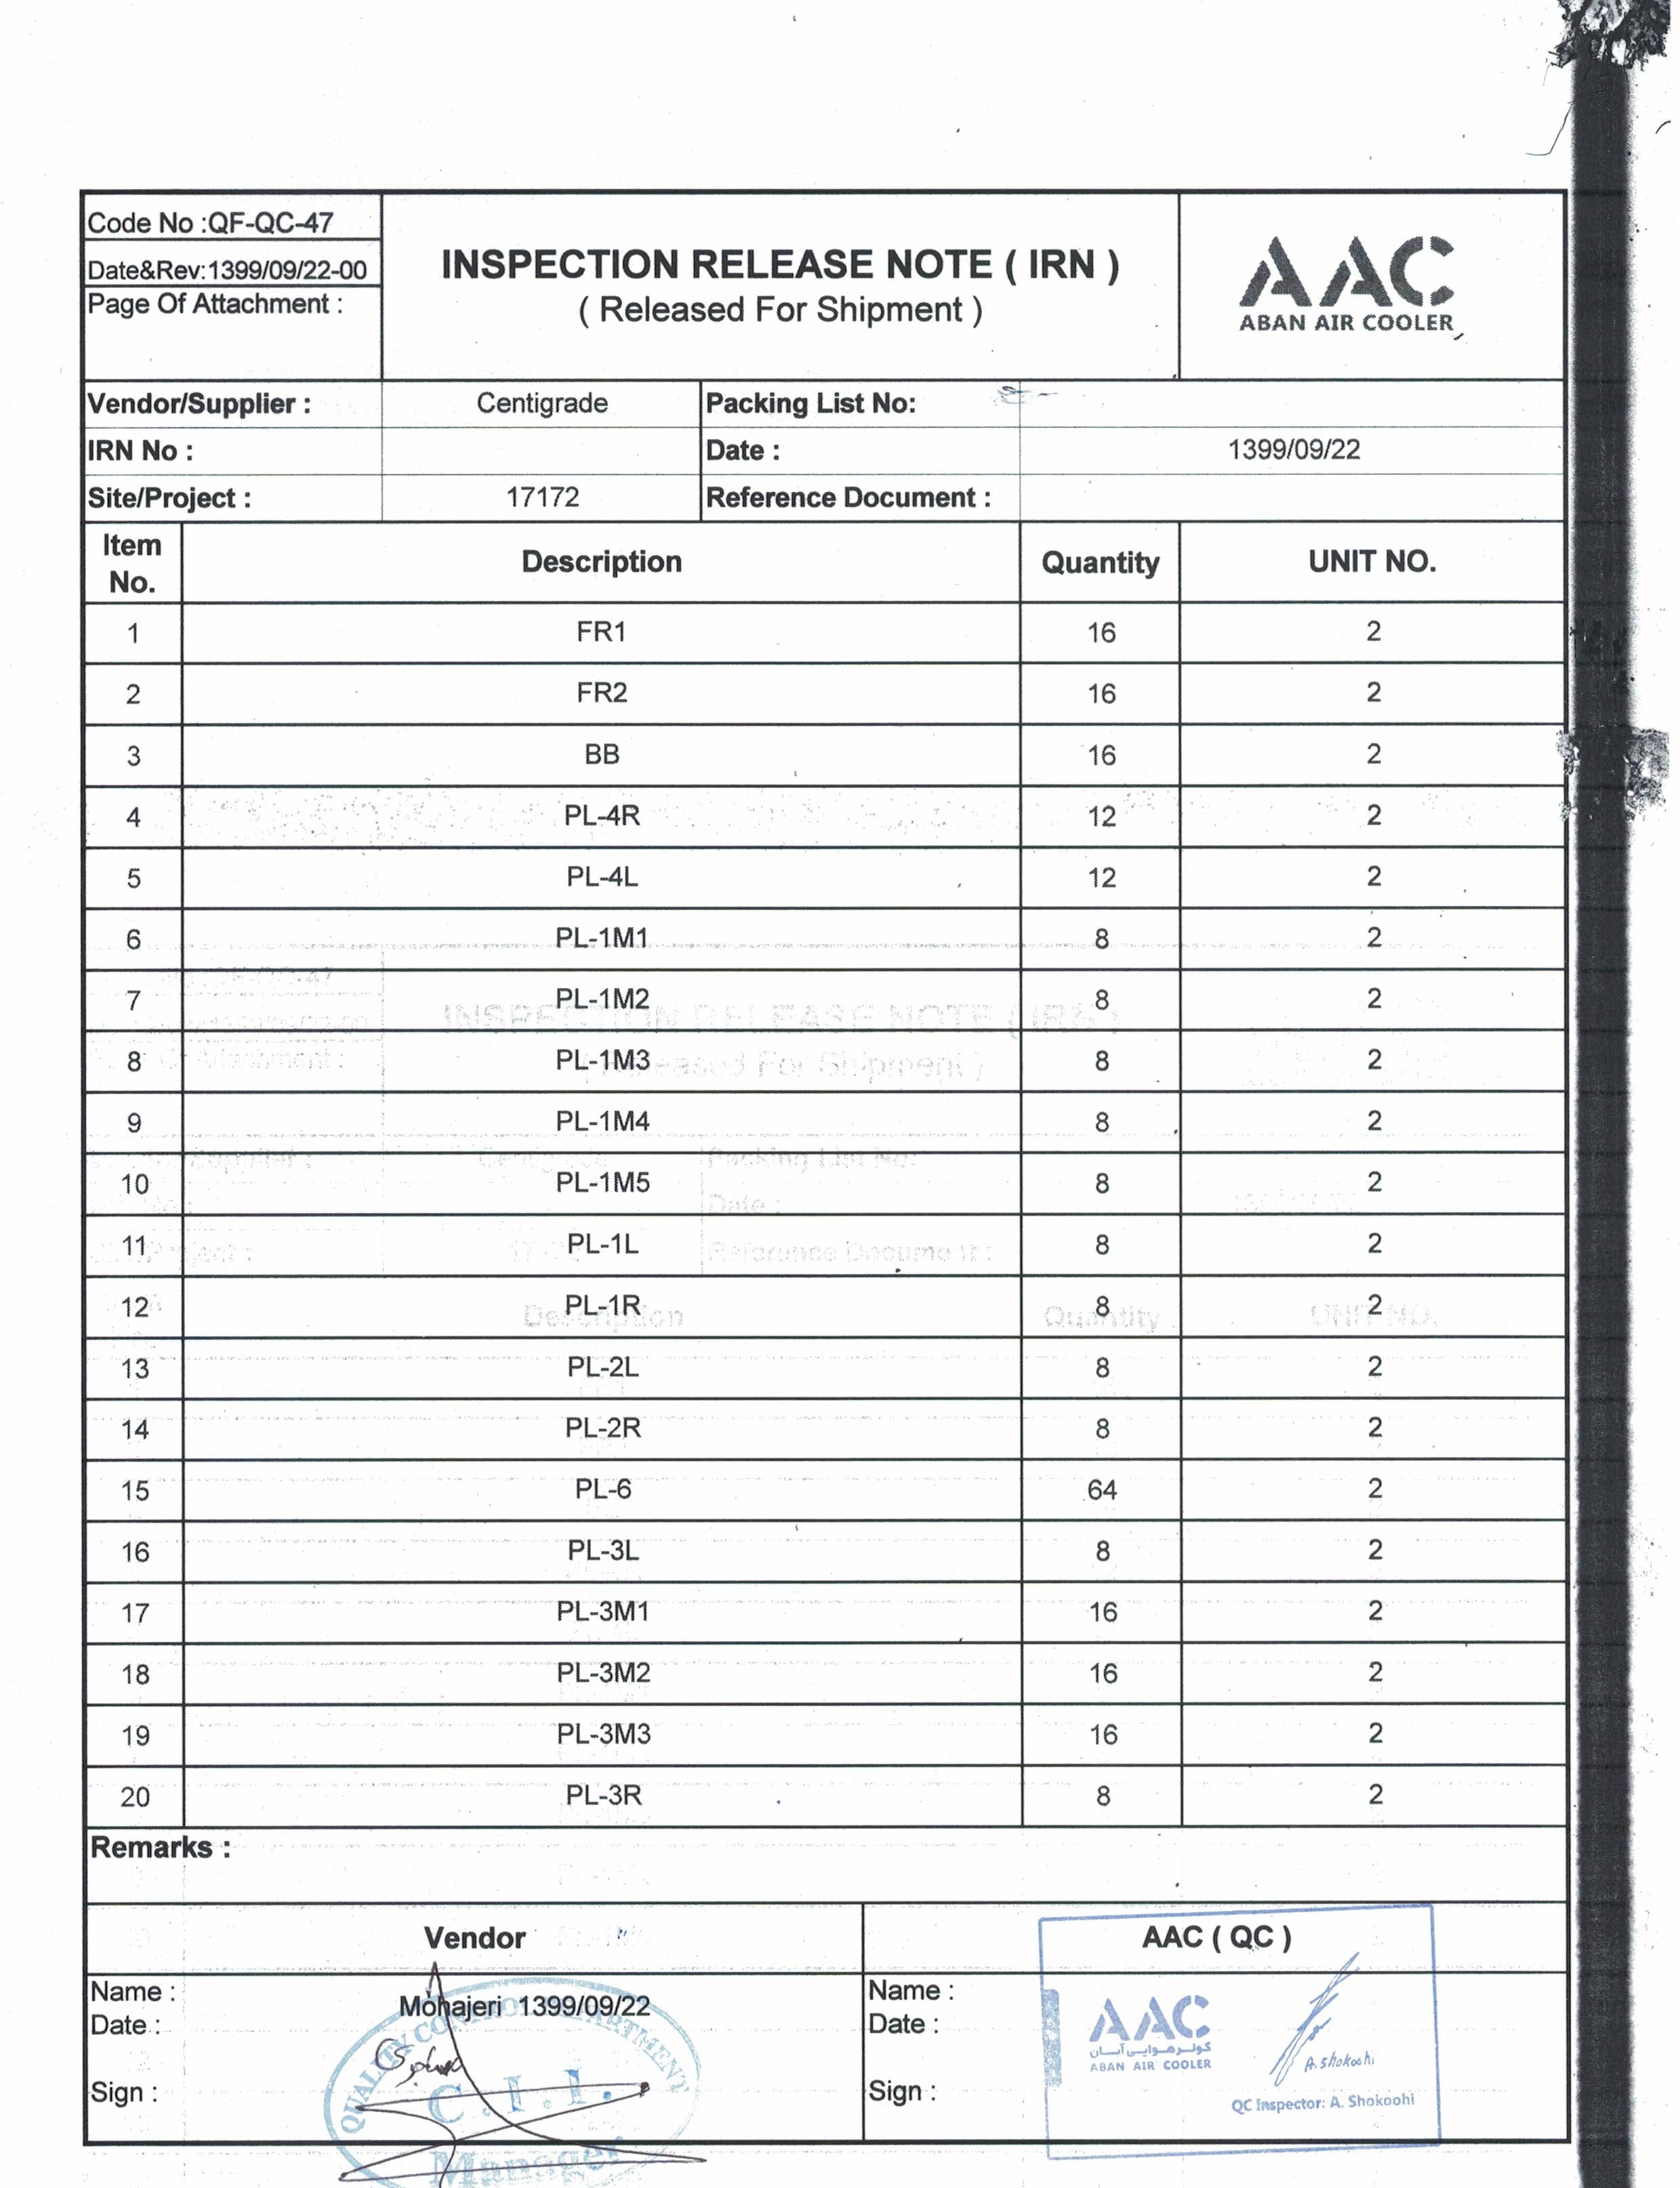 Code No :QF-QC-47
Date&Rev:1399/09/22-00
Page Of Attachment :
INSPECTION RELEASE NOTE ( IRN )
( Released For Shipment )
AAC
ABAN AIR COOLER
Vendor/Supplier : Centigrade Packing List No:
IRN No : Date : 1399/09/22
Site/Project : 17172 Reference Document :
Item No. Description Quantity UNIT NO.
1 FR1 16 2
2 FR2 16 2
3 BB 16 2
4 PL-4R 12 2
5 PL-4L 12 2
6 PL-1M1 8 2
7 PL-1M2 8 2
8 PL-1M3 8 2
9 PL-1M4 8 2
10 PL-1M5 8 2
11 PL-1L 8 2
12 PL-1R 8 2
13 PL-2L 8 2
14 PL-2R 8 2
15 PL-6 64 2
16 PL-3L 8 2
17 PL-3M1 16 2
18 PL-3M2 16 2
19 PL-3M3 16 2
20 PL-3R 8 2
Remarks :
Vendor AAC ( QC )
Name :
Date :
Mohajeri 1399/09/22
Sign :
QUALITY CONTROL DEPARTMENT
C.I.I.
Manager
Name :
Date :
Sign :
AAC
کولر هوایی آبان
ABAN AIR COOLER
A.Shokoohi
QC Inspector: A. Shokoohi